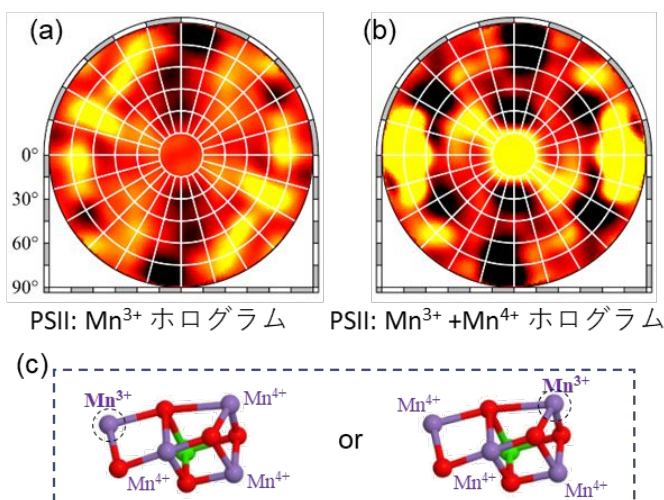 (a)
(b)
0°
30°
60°
90°
PSII: Mn³⁺ ホログラム
PSII: Mn³⁺ +Mn⁴⁺ ホログラム
(c)
Mn³⁺
Mn⁴⁺
Mn⁴⁺
Mn⁴⁺
or
Mn³⁺
Mn⁴⁺
Mn⁴⁺
Mn⁴⁺